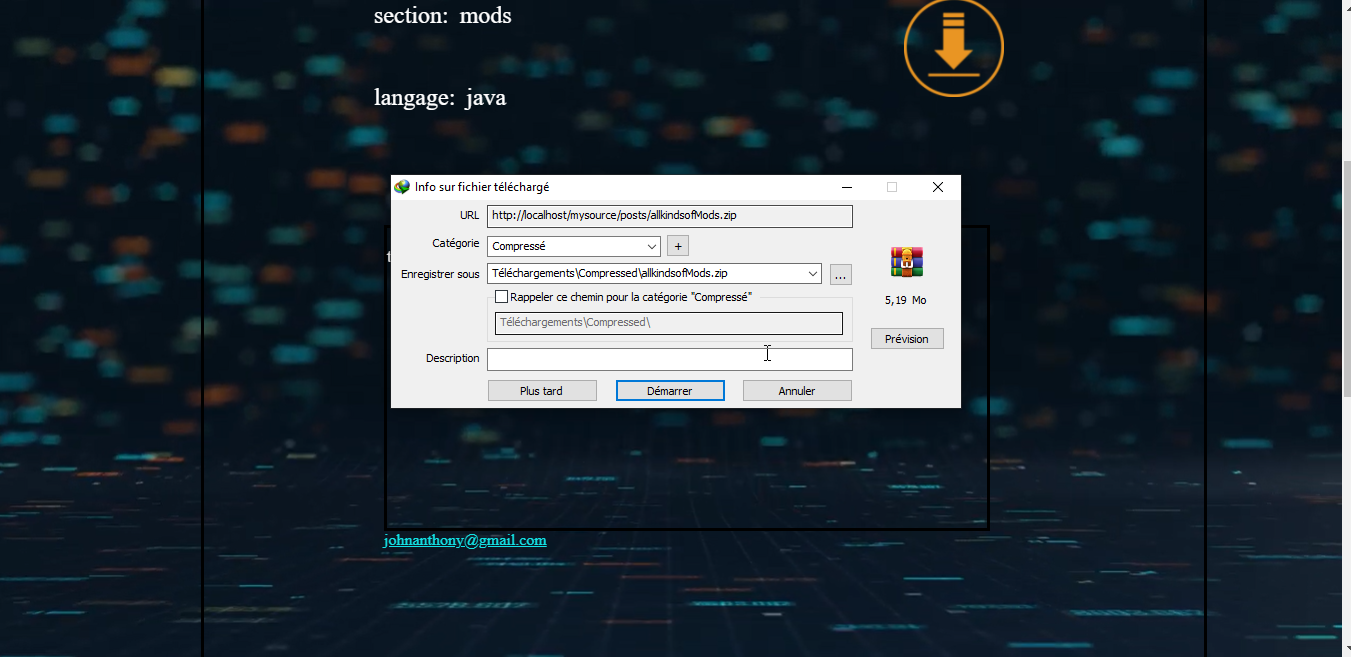 section: mods
langage: java
Info sur fichier téléchargé
URL http://localhost/mysource/posts/allkindsofMods.zip
Catégorie Compressé +
Enregistrer sous Téléchargements\Compressed\allkindsofMods.zip ...
Rappeler ce chemin pour la catégorie "Compressé"
Téléchargements\Compressed\
5,19 Mo
Prévision
Description
Plus tard Démarrer Annuler
johnanthony@gmail.com